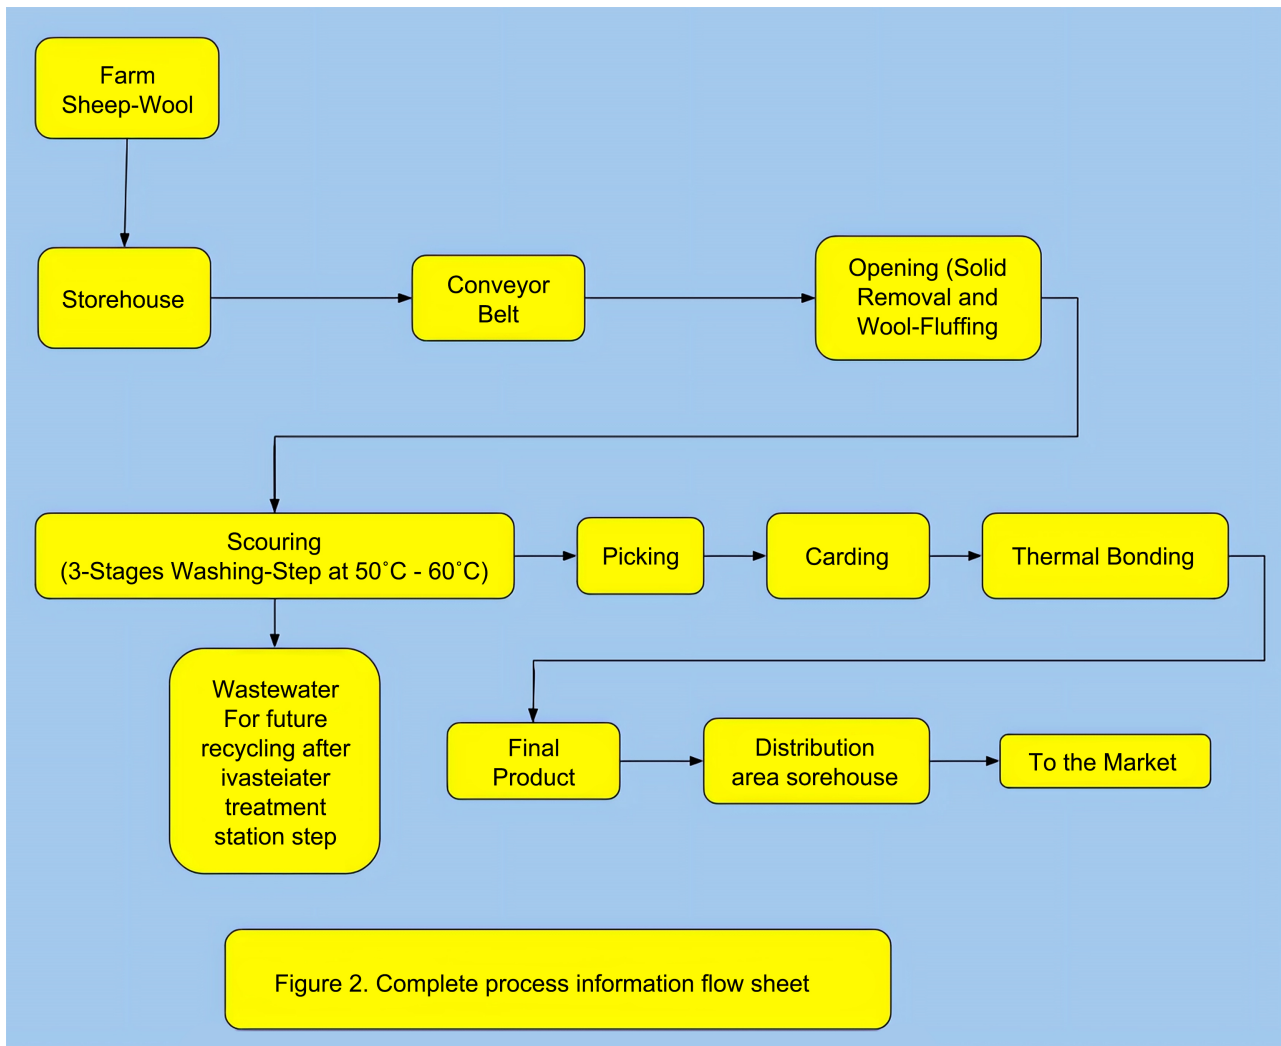 Farm
Sheep-Wool
Storehouse
Conveyor
Belt
Opening (Solid
Removal and
Wool-Fluffing
Scouring
(3-Stages Washing-Step at 50˚C - 60˚C)
Picking
Carding
Thermal Bonding
Wastewater
For future
recycling after
ivasteiater
treatment
station step
Final
Product
Distribution
area sorehouse
To the Market
Figure 2. Complete process information flow sheet